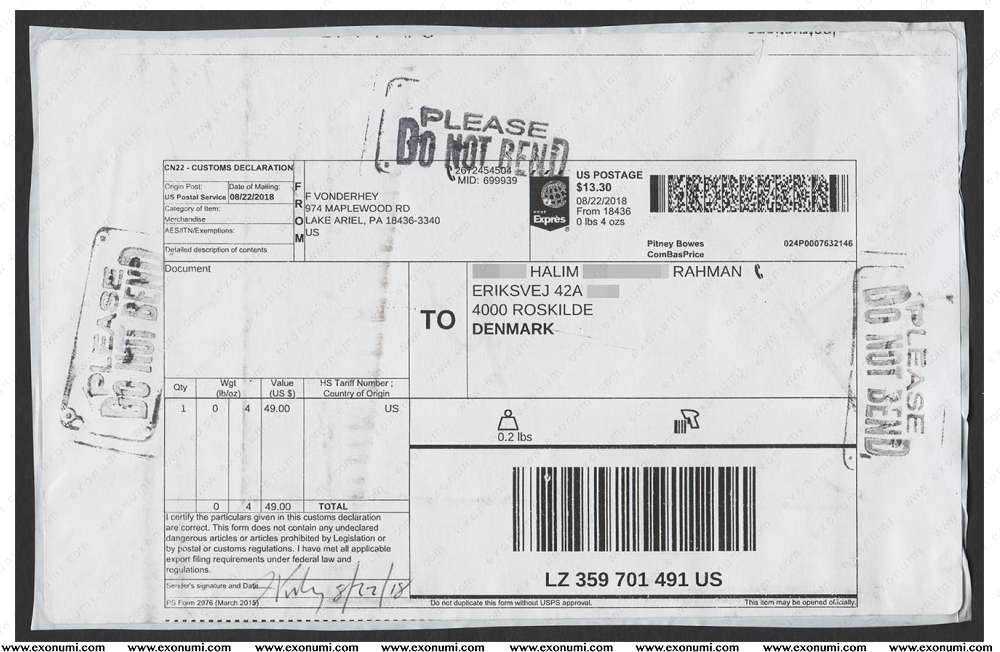 PLEASE
DO NOT BEND
CN22 - CUSTOMS DECLARATION
Origin Post:
US Postal Service
Date of Mailing:
08/22/2018
Category of Item:
Merchandise
AES/ITN/Exemptions:
Detailed description of contents
Document
FROM
F VONDERHEY
974 MAPLEWOOD RD
LAKE ARIEL, PA 18436-3340
US
2672454504
MID: 699939
POST
Exprès
US POSTAGE
$13.30
08/22/2018
From 18436
0 lbs 4 ozs
Pitney Bowes
ComBasPrice
024P0007632146
TO
HALIM RAHMAN
ERIKSVEJ 42A
4000 ROSKILDE
DENMARK
PLEASE
DO NOT BEND
PLEASE
DO NOT BEND
Qty Wgt (lb/oz) Value (US $) HS Tariff Number ; Country of Origin
1 0 4 49.00 US
0 4 49.00 TOTAL
0.2 lbs
I certify the particulars given in this customs declaration
are correct. This form does not contain any undeclared
dangerous articles or articles prohibited by Legislation or
by postal or customs regulations. I have met all applicable
export filing requirements under federal law and
regulations.
Sender's signature and Date
8/22/18
PS Form 2976 (March 2015)
LZ 359 701 491 US
Do not duplicate this form without USPS approval.
This item may be opened officially.
www.exonumi.com www.exonumi.com www.exonumi.com www.exonumi.com www.exonumi.com www.exonumi.com www.exonumi.com www.exonumi.com